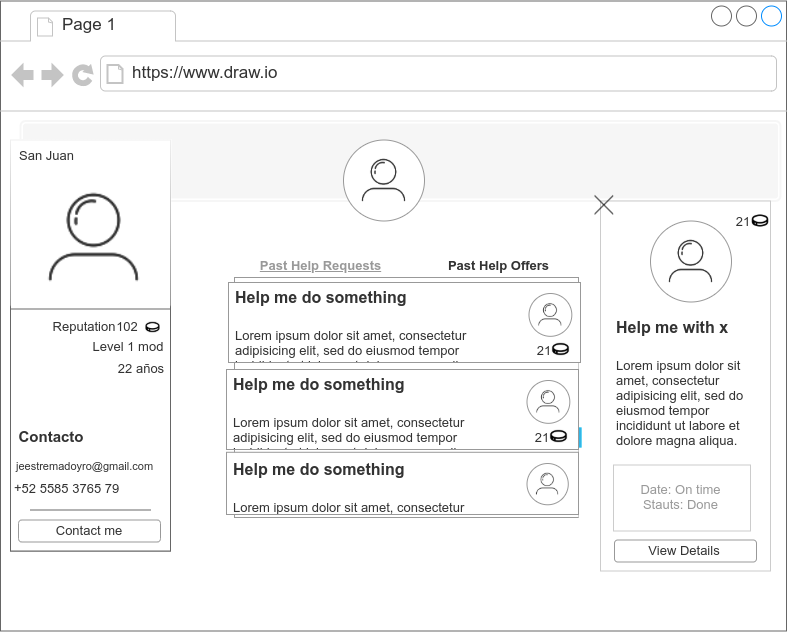 Page 1
https://www.draw.io
San Juan
Reputation102
Level 1 mod
22 años
Contacto
jeestremadoyro@gmail.com
+52 5585 3765 79
Contact me
Past Help Requests
Past Help Offers
Help me do something
Lorem ipsum dolor sit amet, consectetur
adipisicing elit, sed do eiusmod tempor
21
Help me do something
Lorem ipsum dolor sit amet, consectetur
adipisicing elit, sed do eiusmod tempor
21
Help me do something
Lorem ipsum dolor sit amet, consectetur
21
Help me with x
Lorem ipsum dolor sit
amet, consectetur
adipisicing elit, sed do
eiusmod tempor
incididunt ut labore et
dolore magna aliqua.
Date: On time
Stauts: Done
View Details